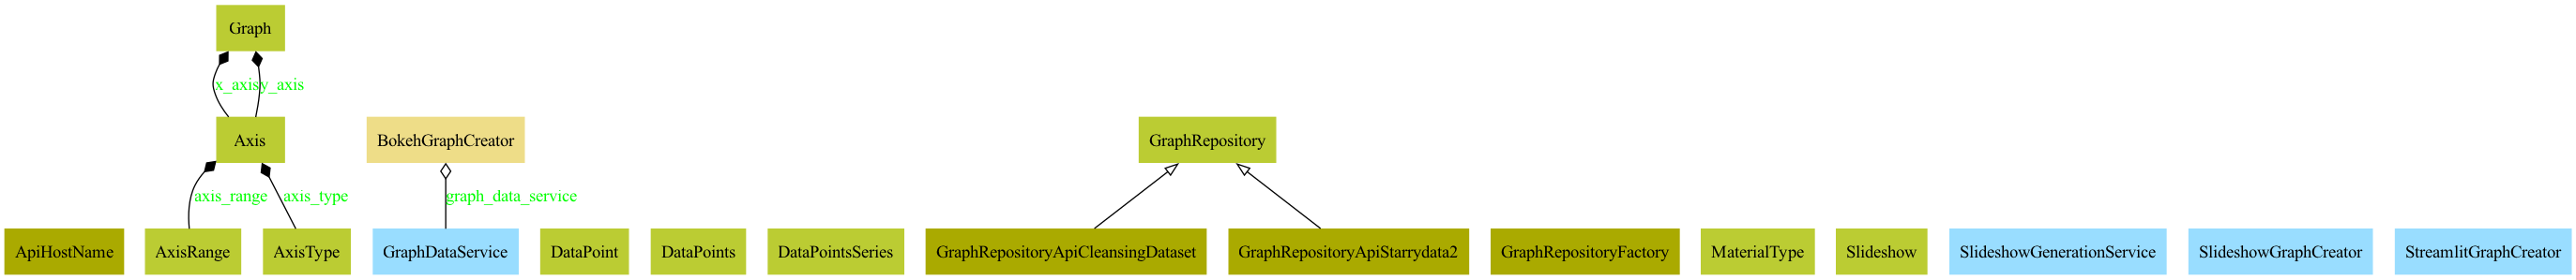 Graph
x_axis
y_axis
Axis
BokehGraphCreator
GraphRepository
axis_range
axis_type
graph_data_service
ApiHostName
AxisRange
AxisType
GraphDataService
DataPoint
DataPoints
DataPointsSeries
GraphRepositoryApiCleansingDataset
GraphRepositoryApiStarrydata2
GraphRepositoryFactory
MaterialType
Slideshow
SlideshowGenerationService
SlideshowGraphCreator
StreamlitGraphCreator